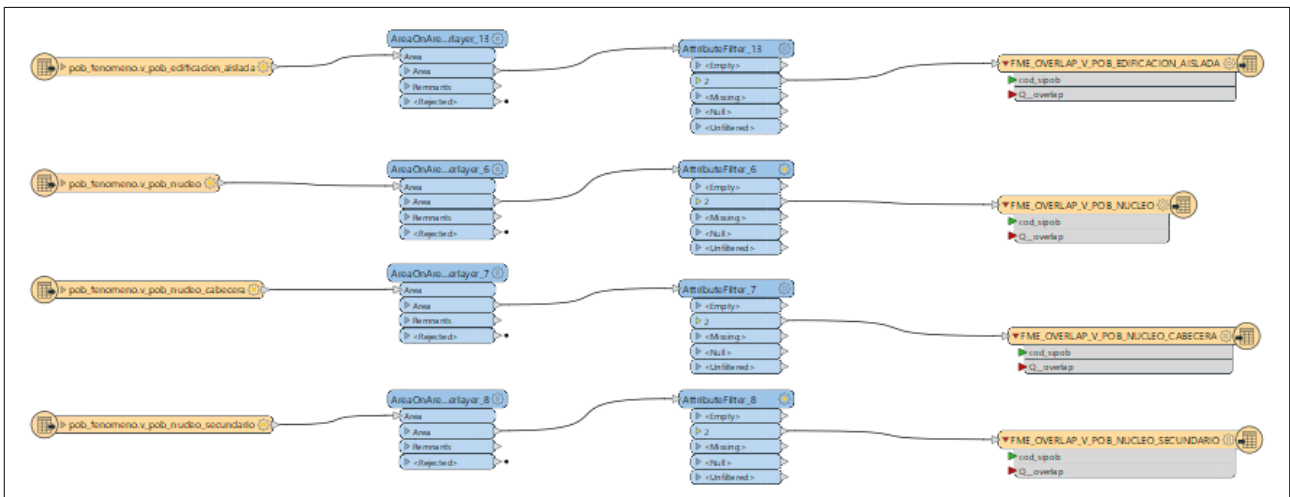 pob_fenomeno.v_pob_edificacion_aislada
AreaOnAre...rlayer_13
Area
Area
Remnants
<Rejected>
AttributeFilter_13
<Empty>
2
<Missing>
<Null>
<Unfiltered>
FME_OVERLAP_V_POB_EDIFICACION_AISLADA
cod_sipob
Q_overlap
pob_fenomeno.v_pob_nucleo
AreaOnAre...erlayer_6
Area
Area
Remnants
<Rejected>
AttributeFilter_6
<Empty>
2
<Missing>
<Null>
<Unfiltered>
FME_OVERLAP_V_POB_NUCLEO
cod_sipob
Q_overlap
pob_fenomeno.v_pob_nucleo_cabecera
AreaOnAre...erlayer_7
Area
Area
Remnants
<Rejected>
AttributeFilter_7
<Empty>
2
<Missing>
<Null>
<Unfiltered>
FME_OVERLAP_V_POB_NUCLEO_CABECERA
cod_sipob
Q_overlap
pob_fenomeno.v_pob_nucleo_secundario
AreaOnAre...erlayer_8
Area
Area
Remnants
<Rejected>
AttributeFilter_8
<Empty>
2
<Missing>
<Null>
<Unfiltered>
FME_OVERLAP_V_POB_NUCLEO_SECUNDARIO
cod_sipob
Q_overlap